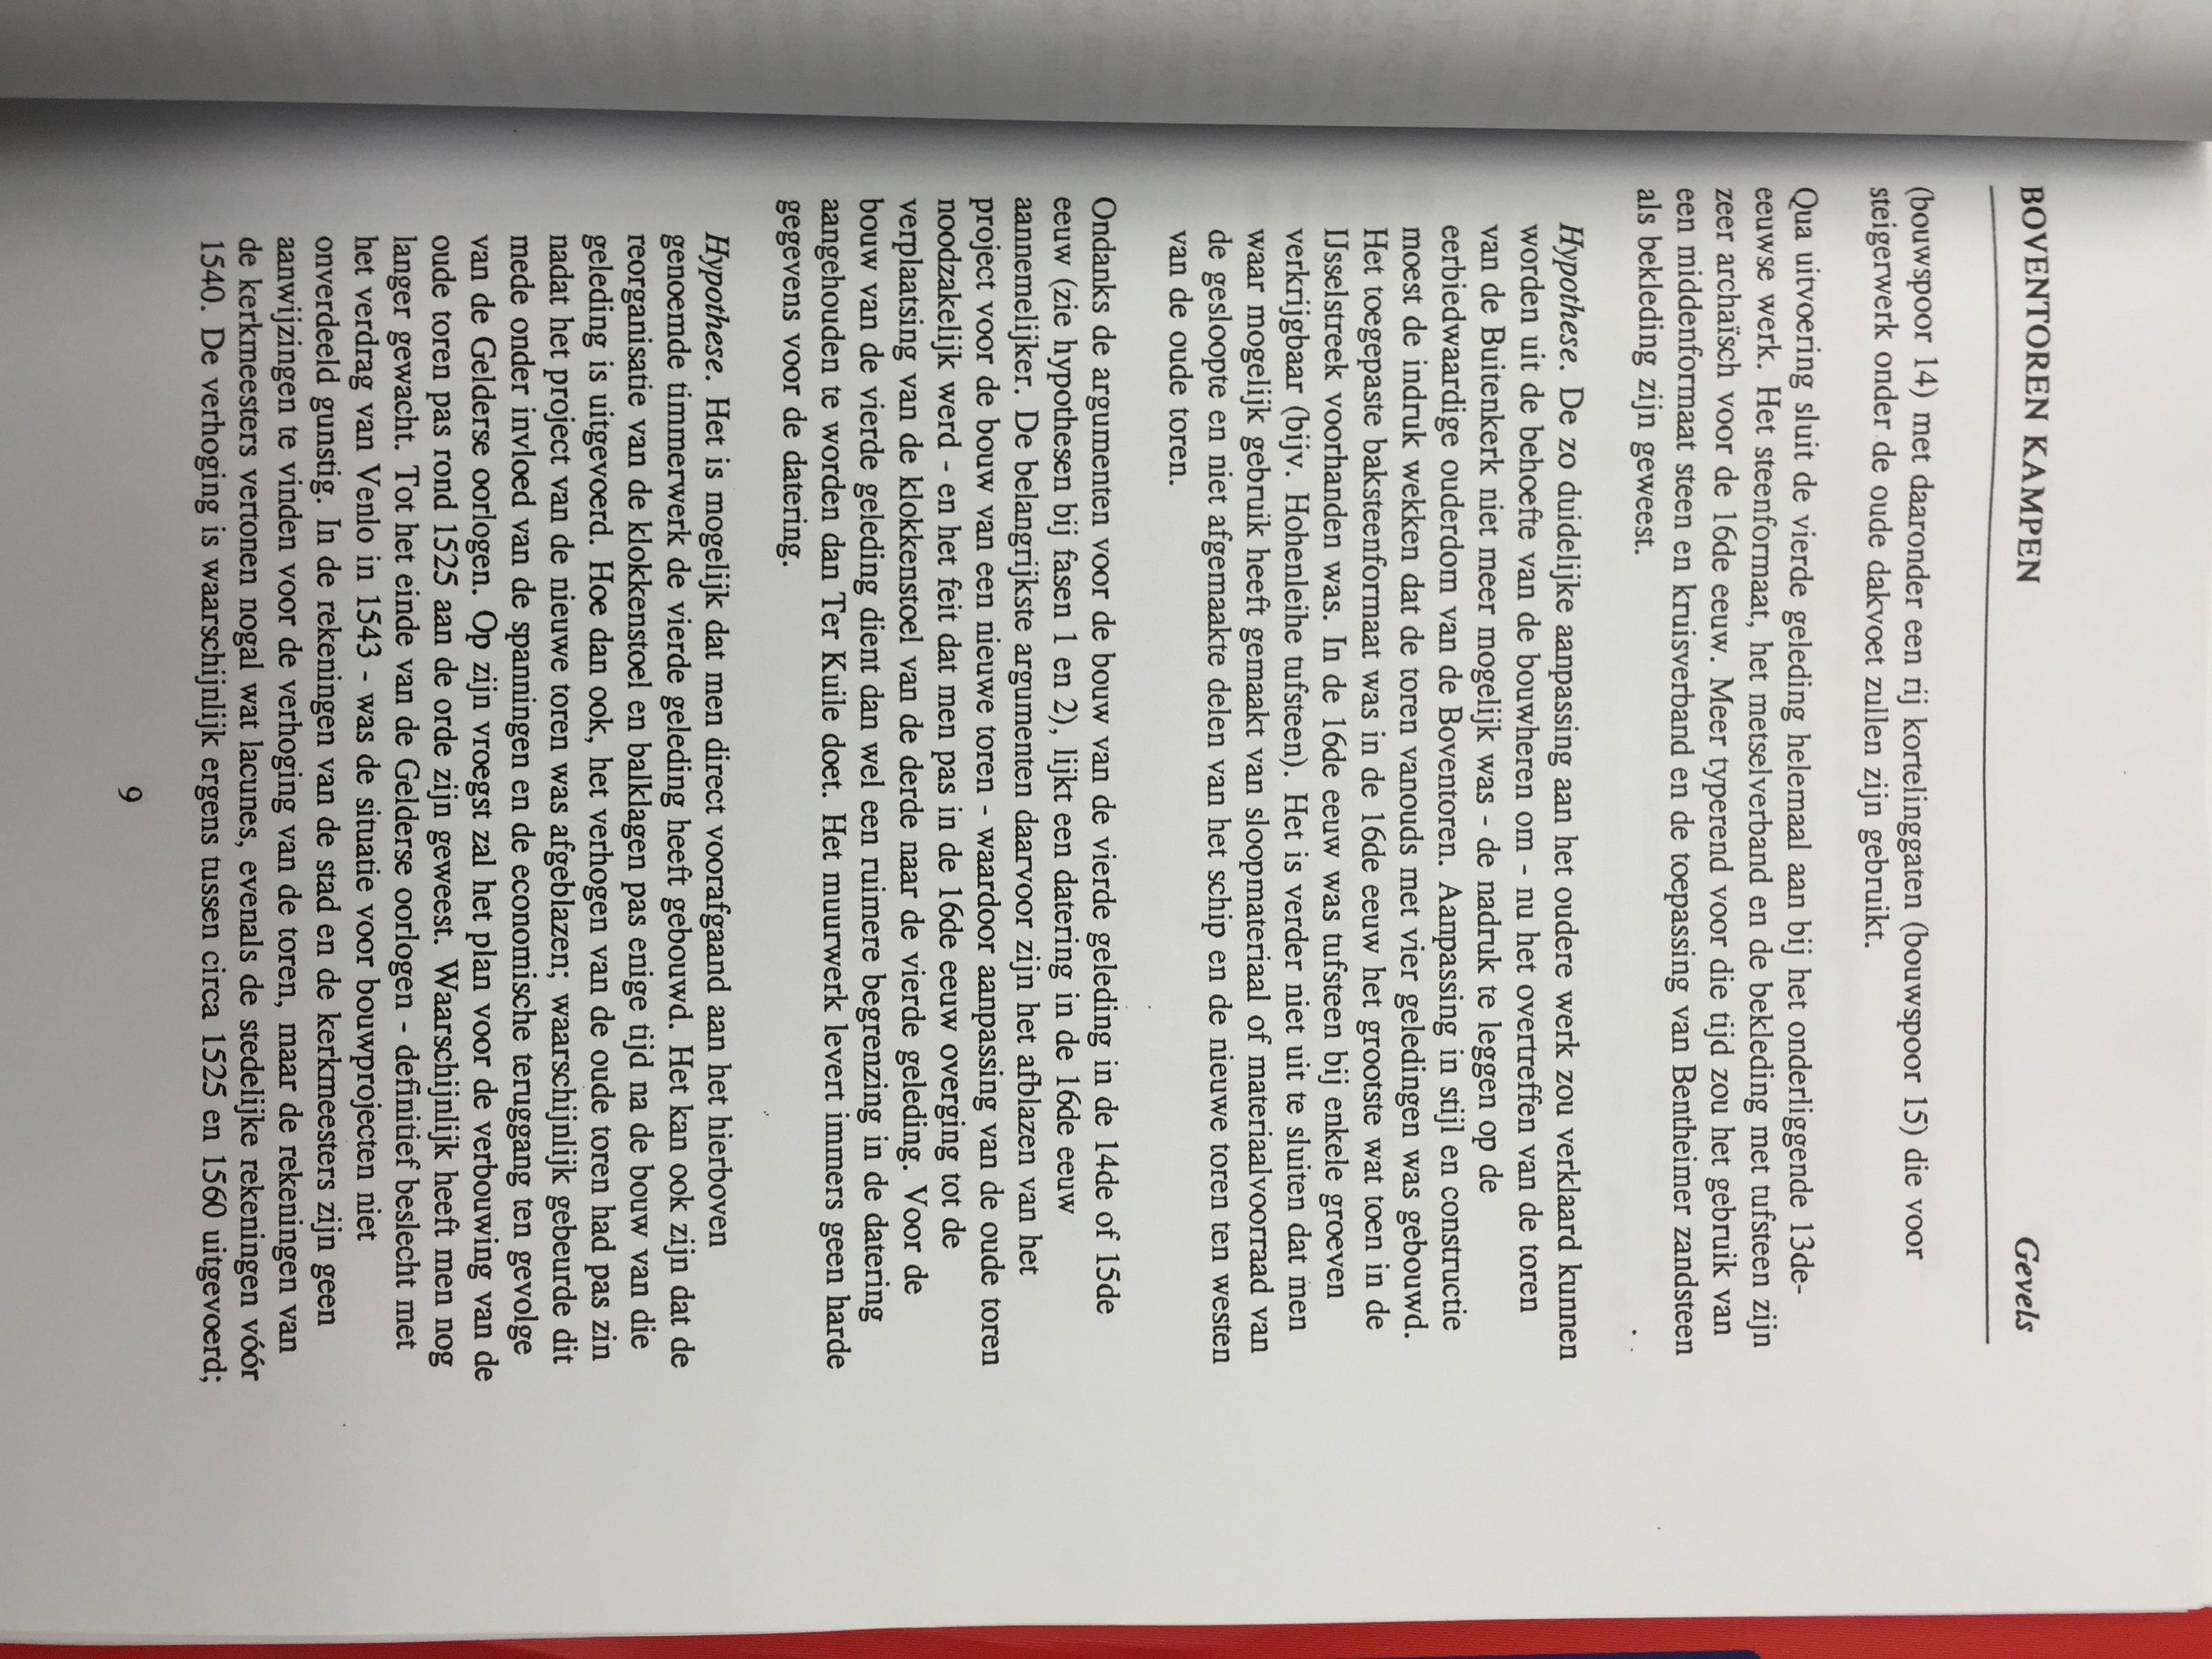 BOVENTOREN KAMPEN Gevels
(bouwspoor 14) met daaronder een rij kortelinggaten (bouwspoor 15) die voor
steigerwerk onder de oude dakvoet zullen zijn gebruikt.
Qua uitvoering sluit de vierde geleding helemaal aan bij het onderliggende 13de-
eeuwse werk. Het steenformaat, het metselverband en de bekleding met tufsteen zijn
zeer archaïsch voor de 16de eeuw. Meer typerend voor die tijd zou het gebruik van
een middenformaat steen en kruisverband en de toepassing van Bentheimer zandsteen
als bekleding zijn geweest.
Hypothese. De zo duidelijke aanpassing aan het oudere werk zou verklaard kunnen
worden uit de behoefte van de bouwheren om - nu het overtreffen van de toren
van de Buitenkerk niet meer mogelijk was - de nadruk te leggen op de
eerbiedwaardige ouderdom van de Boventoren. Aanpassing in stijl en constructie
moest de indruk wekken dat de toren vanouds met vier geledingen was gebouwd.
Het toegepaste baksteenformaat was in de 16de eeuw het grootste wat toen in de
IJsselstreek voorhanden was. In de 16de eeuw was tufsteen bij enkele groeven
verkrijgbaar (bijv. Hohenleihe tufsteen). Het is verder niet uit te sluiten dat men
waar mogelijk gebruik heeft gemaakt van sloopmateriaal of materiaalvoorraad van
de gesloopte en niet afgemaakte delen van het schip en de nieuwe toren ten westen
van de oude toren.
Ondanks de argumenten voor de bouw van de vierde geleding in de 14de of 15de
eeuw (zie hypothesen bij fasen 1 en 2), lijkt een datering in de 16de eeuw
aannemelijker. De belangrijkste argumenten daarvoor zijn het afblazen van het
project voor de bouw van een nieuwe toren - waardoor aanpassing van de oude toren
noodzakelijk werd - en het feit dat men pas in de 16de eeuw overging tot de
verplaatsing van de klokkenstoel van de derde naar de vierde geleding. Voor de
bouw van de vierde geleding dient dan wel een ruimere begrenzing in de datering
aangehouden te worden dan Ter Kuile doet. Het muurwerk levert immers geen harde
gegevens voor de datering.
Hypothese. Het is mogelijk dat men direct voorafgaand aan het hierboven
genoemde timmerwerk de vierde geleding heeft gebouwd. Het kan ook zijn dat de
reorganisatie van de klokkenstoel en balklagen pas enige tijd na de bouw van die
geleding is uitgevoerd. Hoe dan ook, het verhogen van de oude toren had pas zin
nadat het project van de nieuwe toren was afgeblazen; waarschijnlijk gebeurde dit
mede onder invloed van de spanningen en de economische teruggang ten gevolge
van de Gelderse oorlogen. Op zijn vroegst zal het plan voor de verbouwing van de
oude toren pas rond 1525 aan de orde zijn geweest. Waarschijnlijk heeft men nog
langer gewacht. Tot het einde van de Gelderse oorlogen - definitief beslecht met
het verdrag van Venlo in 1543 - was de situatie voor bouwprojecten niet
onverdeeld gunstig. In de rekeningen van de stad en de kerkmeesters zijn geen
aanwijzingen te vinden voor de verhoging van de toren, maar de rekeningen van
de kerkmeesters vertonen nogal wat lacunes, evenals de stedelijke rekeningen vóór
1540. De verhoging is waarschijnlijk ergens tussen circa 1525 en 1560 uitgevoerd;
9